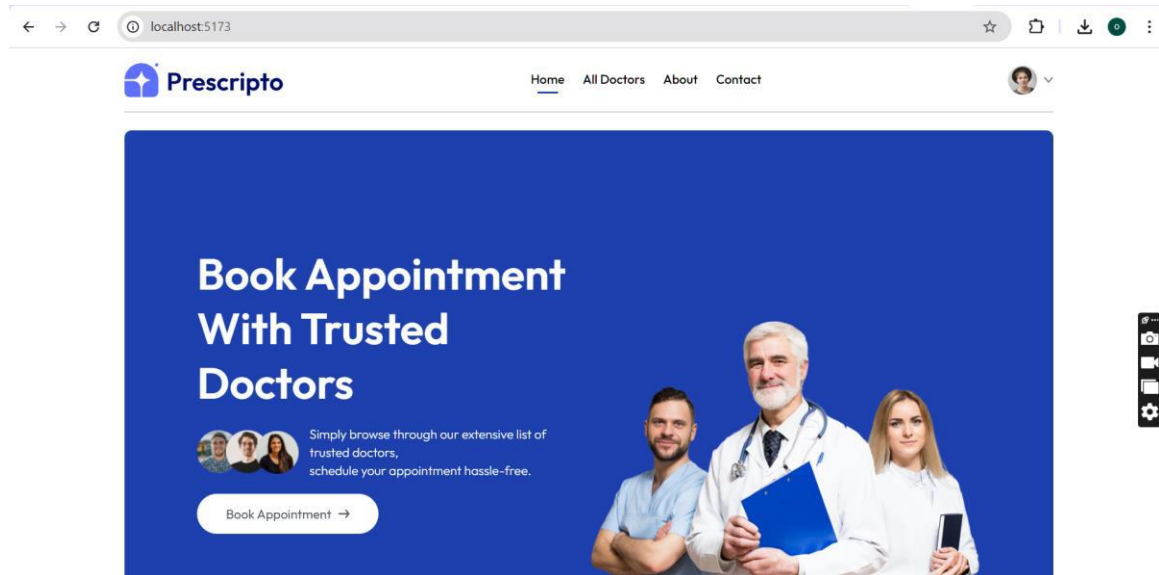 localhost:5173
Prescripto
Home All Doctors About Contact
Book Appointment
With Trusted
Doctors
Simply browse through our extensive list of
trusted doctors,
schedule your appointment hassle-free.
Book Appointment →